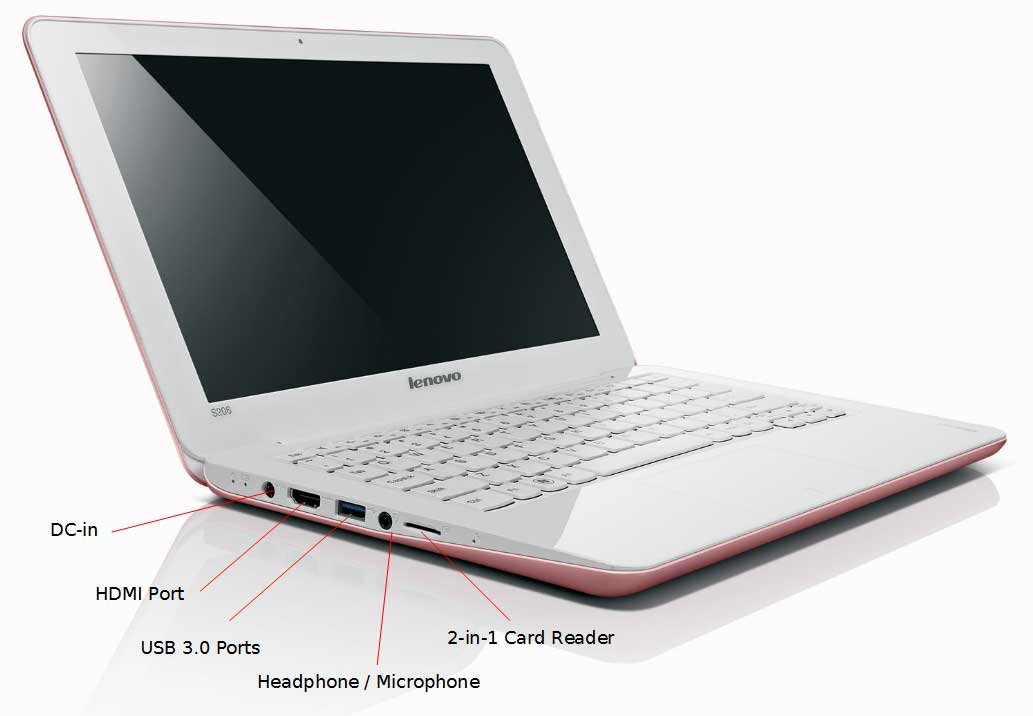 lenovo
S206
DC-in
HDMI Port
USB 3.0 Ports
2-in-1 Card Reader
Headphone / Microphone